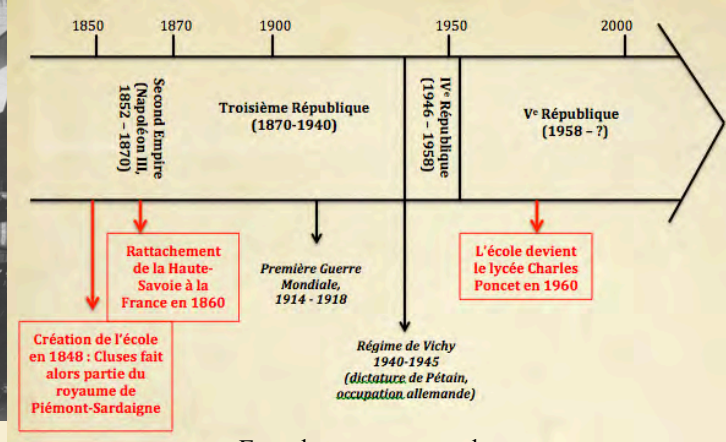 1850
1870
1900
1950
2000
Second Empire
(Napoléon III,
1852 – 1870)
Troisième République
(1870-1940)
IVe République
(1946 – 1958)
Ve République
(1958 – ?)
Rattachement
de la Haute-
Savoie à la
France en 1860
Première Guerre
Mondiale,
1914 - 1918
L'école devient
le lycée Charles
Poncet en 1960
Création de l'école
en 1848 : Cluses fait
alors partie du
royaume de
Piémont-Sardaigne
Régime de Vichy
1940-1945
(dictature de Pétain,
occupation allemande)